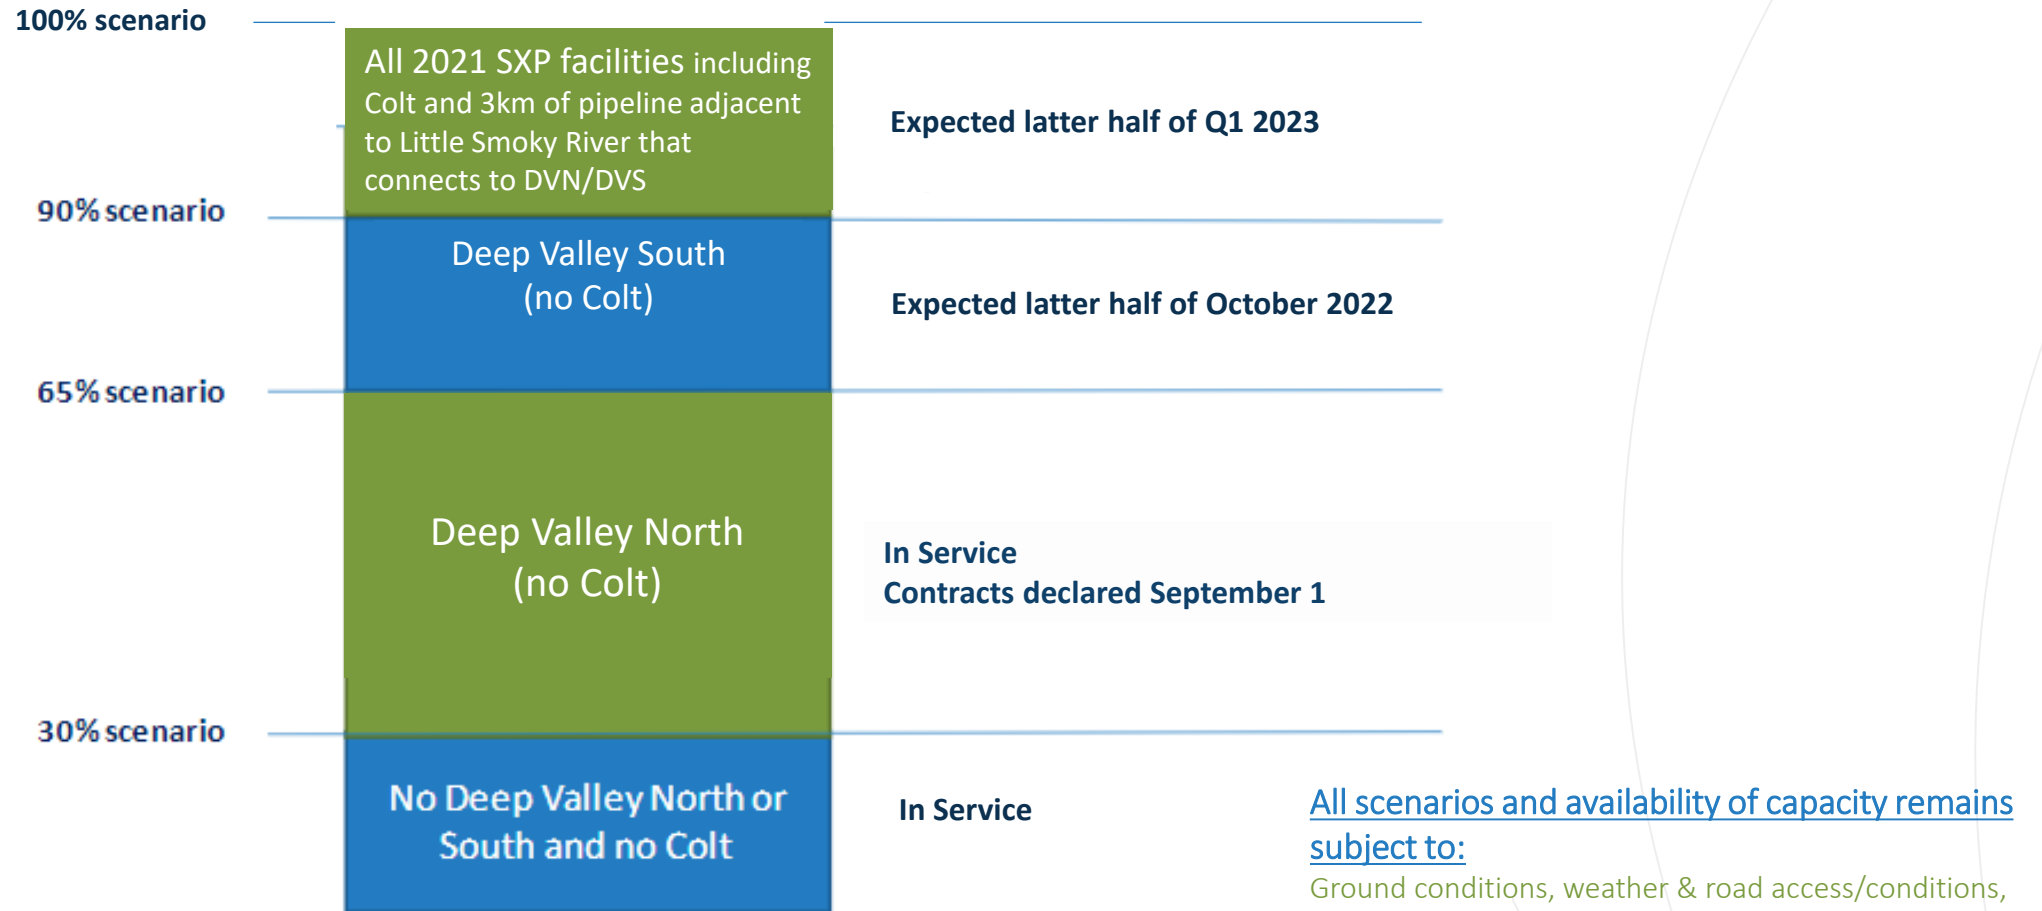 100% scenario
All 2021 SXP facilities including
Colt and 3km of pipeline adjacent
to Little Smoky River that
connects to DVN/DVS
Expected latter half of Q1 2023
90% scenario
Deep Valley South
(no Colt)
Expected latter half of October 2022
65% scenario
Deep Valley North
(no Colt)
In Service
Contracts declared September 1
30% scenario
No Deep Valley North or
South and no Colt
In Service
All scenarios and availability of capacity remains
subject to:
Ground conditions, weather & road access/conditions,